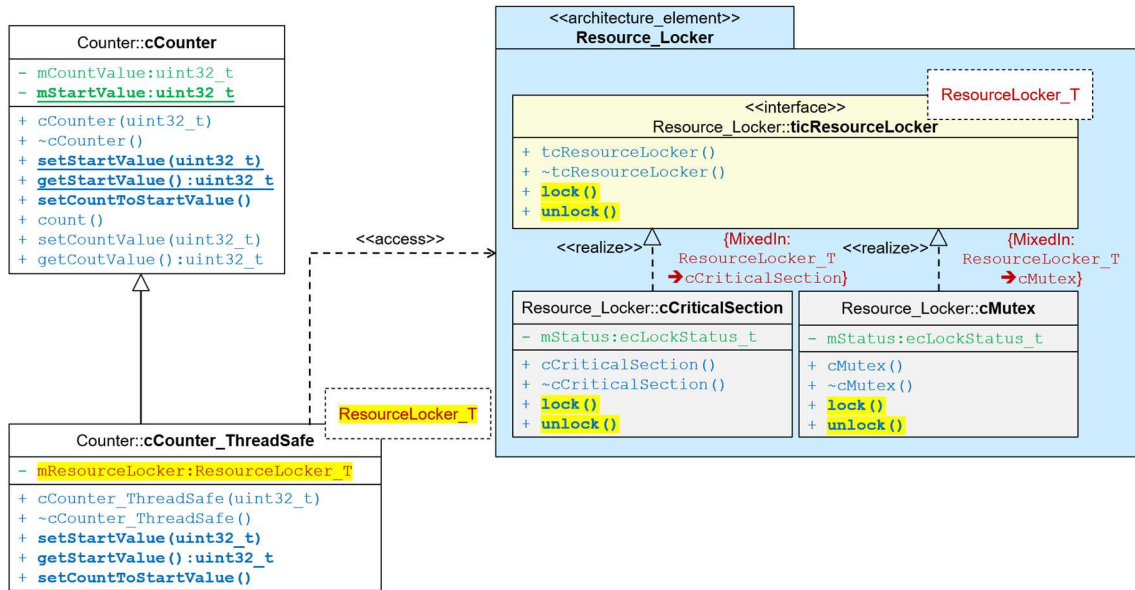 Counter::cCounter
- mCountValue:uint32_t
- mStartValue:uint32_t
+ cCounter(uint32_t)
+ ~cCounter()
+ setStartValue(uint32_t)
+ getStartValue():uint32_t
+ setCountToStartValue()
+ count()
+ setCountValue(uint32_t)
+ getCoutValue():uint32_t
<<access>>
Counter::cCounter_ThreadSafe
ResourceLocker_T
- mResourceLocker:ResourceLocker_T
+ cCounter_ThreadSafe(uint32_t)
+ ~cCounter_ThreadSafe()
+ setStartValue(uint32_t)
+ getStartValue():uint32_t
+ setCountToStartValue()
<<architecture_element>>
Resource_Locker
ResourceLocker_T
<<interface>>
Resource_Locker::ticResourceLocker
+ tcResourceLocker()
+ ~tcResourceLocker()
+ lock()
+ unlock()
<<realize>>
{MixedIn:
ResourceLocker_T
➔cCriticalSection}
<<realize>>
{MixedIn:
ResourceLocker_T
➔cMutex}
Resource_Locker::cCriticalSection
- mStatus:ecLockStatus_t
+ cCriticalSection()
+ ~cCriticalSection()
+ lock()
+ unlock()
Resource_Locker::cMutex
- mStatus:ecLockStatus_t
+ cMutex()
+ ~cMutex()
+ lock()
+ unlock()